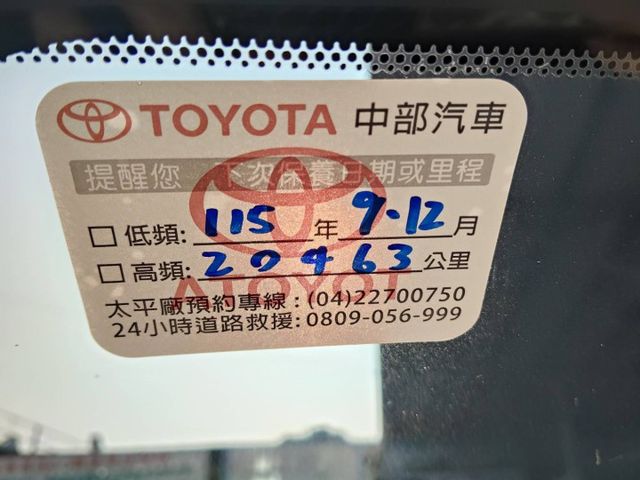 TOYOTA 中部汽車
提醒您 下次保養日期或里程
□低頻: 115 年 9-12 月
□高頻: 20463 公里
太平廠預約專線:(04)22700750
24小時道路救援:0809-056-999
TOYOTA